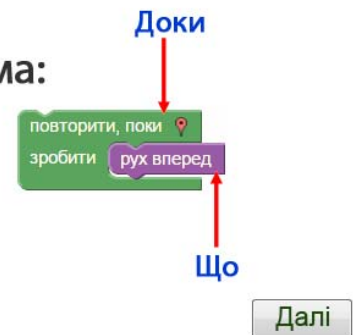 Доки
ма:
повторити, поки
зробити рух вперед
Що
Далі